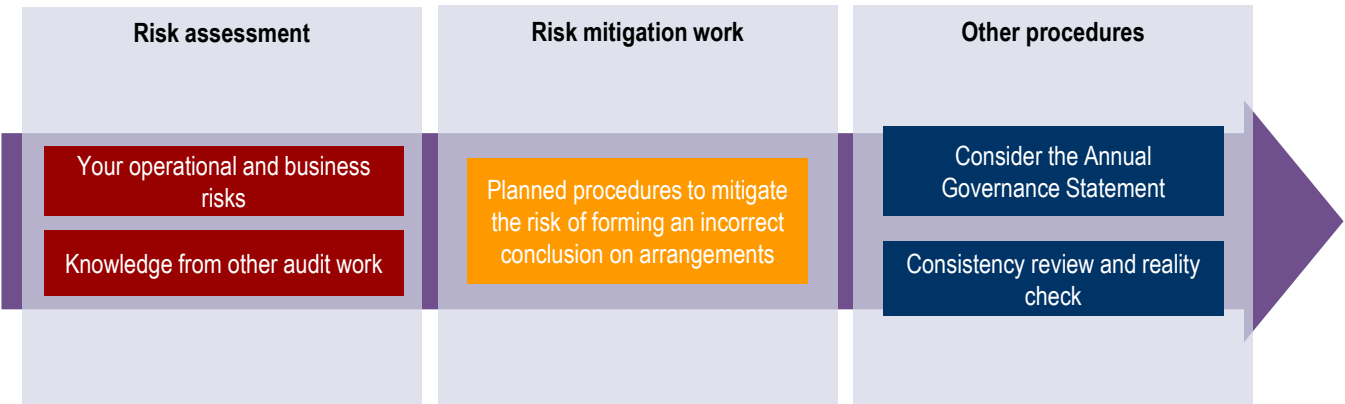 Risk assessment
Your operational and business
risks
Knowledge from other audit work
Risk mitigation work
Planned procedures to mitigate
the risk of forming an incorrect
conclusion on arrangements
Other procedures
Consider the Annual
Governance Statement
Consistency review and reality
check